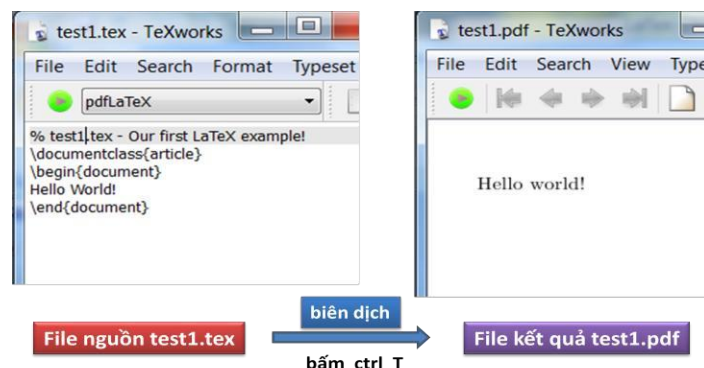 test1.tex - TeXworks
File Edit Search Format Typeset
pdfLaTeX
% test1.tex - Our first LaTeX example!
\documentclass{article}
\begin{document}
Hello World!
\end{document}
test1.pdf - TeXworks
File Edit Search View Type
Hello world!
File nguồn test1.tex
biên dịch
bấm ctrl T
File kết quả test1.pdf